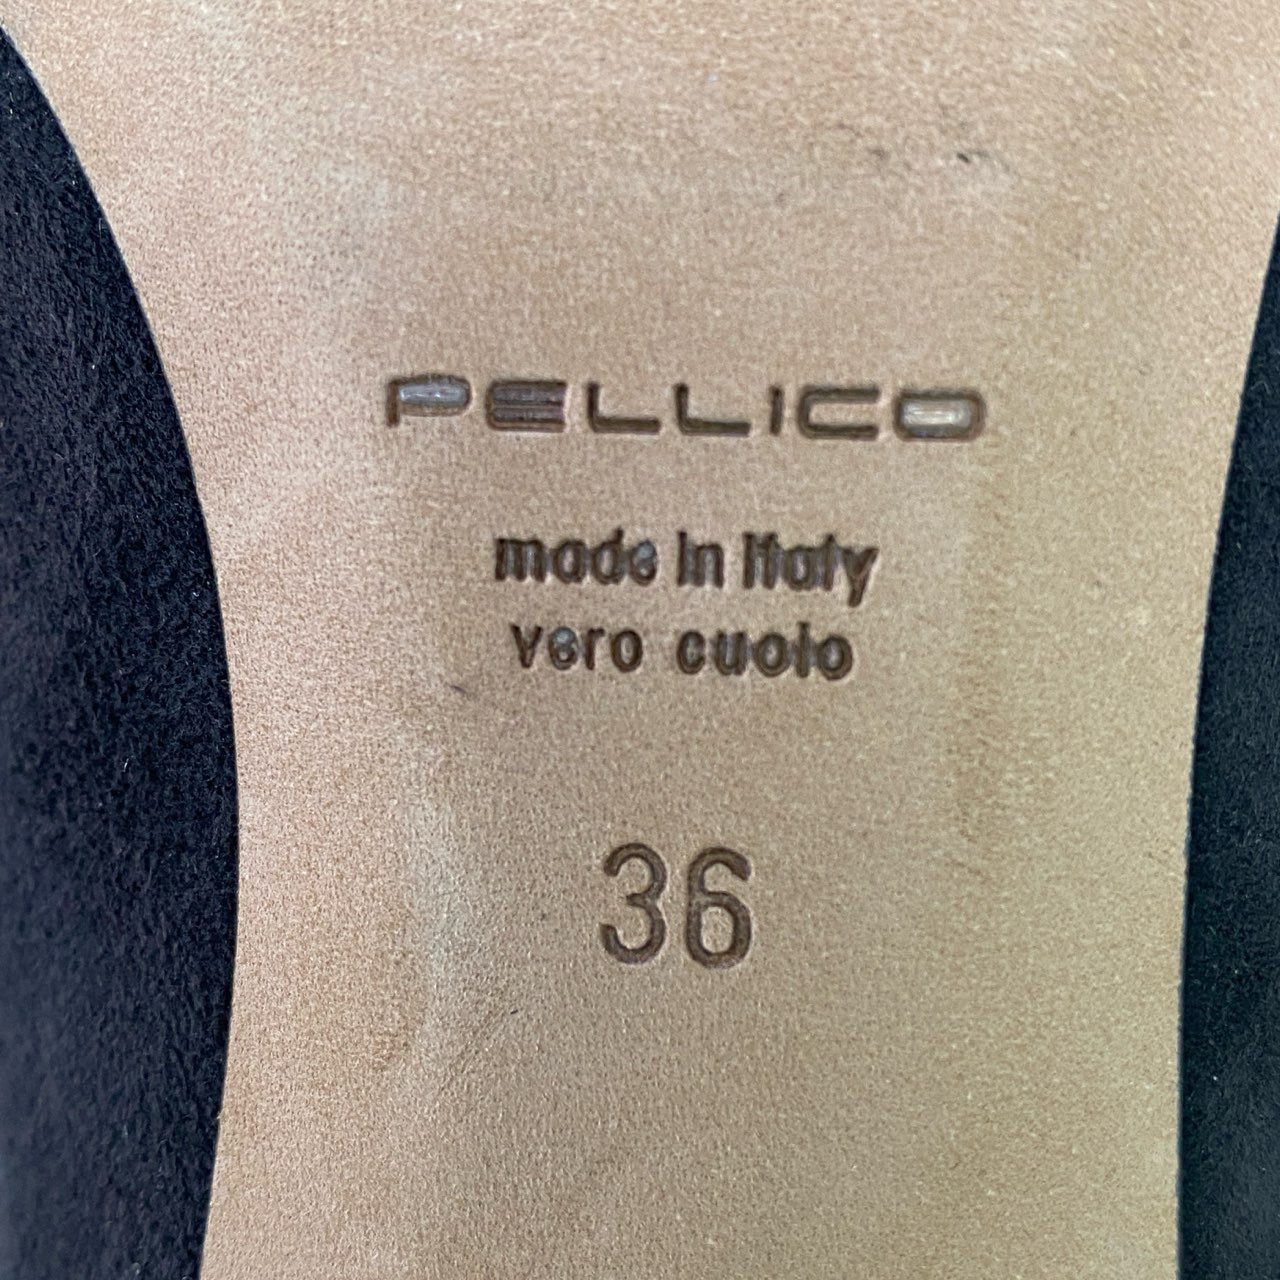 PELLICO
made in Italy
vero cuoio
36